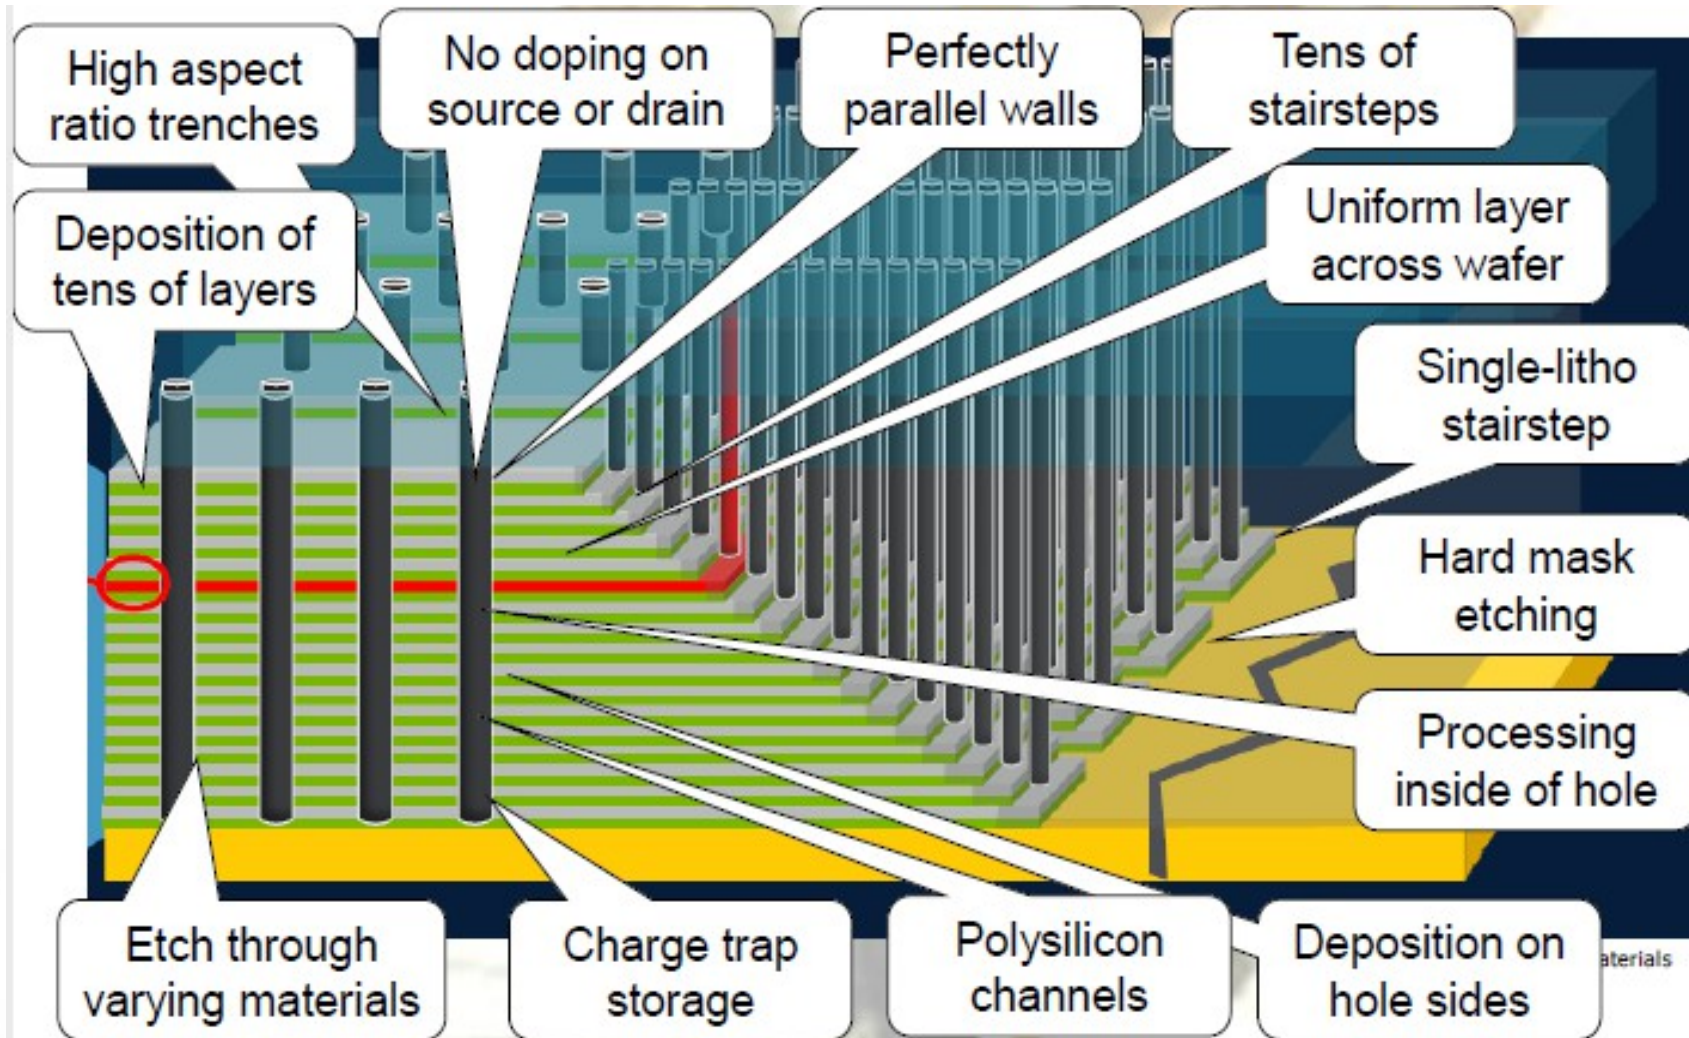 High aspect
ratio trenches
No doping on
source or drain
Perfectly
parallel walls
Tens of
stairsteps
Deposition of
tens of layers
Uniform layer
across wafer
Single-litho
stairstep
Hard mask
etching
Processing
inside of hole
Etch through
varying materials
Charge trap
storage
Polysilicon
channels
Deposition on
hole sides
aterials